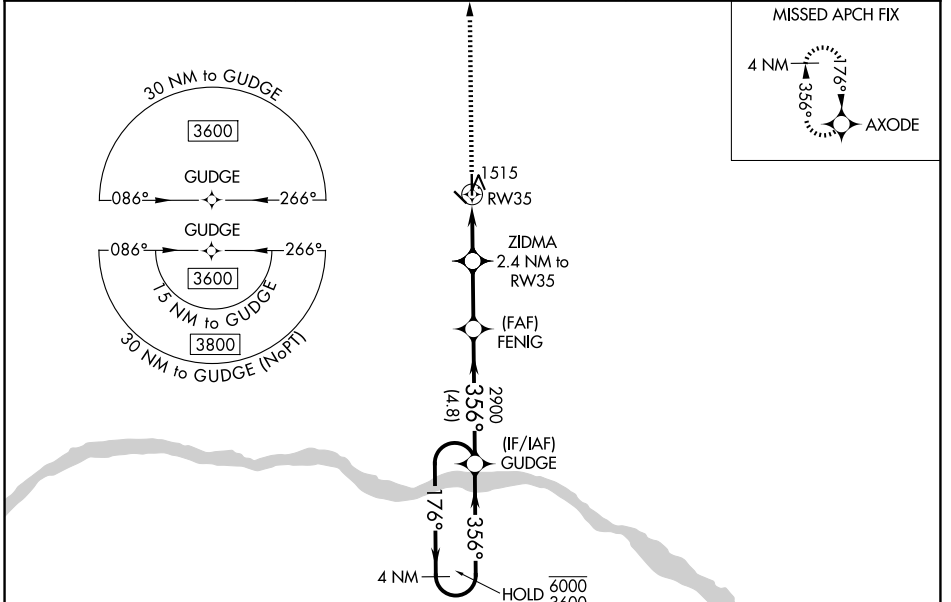 MISSED APCH FIX
4 NM
176°
356°
AXODE
30 NM to GUDGE
3600
GUDGE
086°
266°
GUDGE
086°
266°
3600
15 NM to GUDGE
3800
30 NM to GUDGE (NoPT)
1515
RW35
ZIDMA
2.4 NM to
RW35
(FAF)
FENIG
2900
356°
(4.8)
(IF/IAF)
GUDGE
176°
356°
4 NM
HOLD 6000
3600